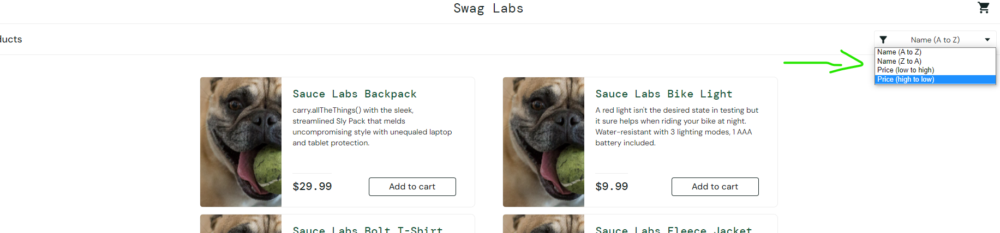 Swag Labs
ducts
Name (A to Z)
Name (A to Z)
Name (Z to A)
Price (low to high)
Price (high to low)
Sauce Labs Backpack
carry.allTheThings() with the sleek,
streamlined Sly Pack that melds
uncompromising style with unequaled laptop
and tablet protection.
$29.99
Add to cart
Sauce Labs Bike Light
A red light isn't the desired state in testing but
it sure helps when riding your bike at night.
Water-resistant with 3 lighting modes, 1 AAA
battery included.
$9.99
Add to cart
Sauce Labs Bolt T-Shirt
Sauce Labs Fleece Jacket